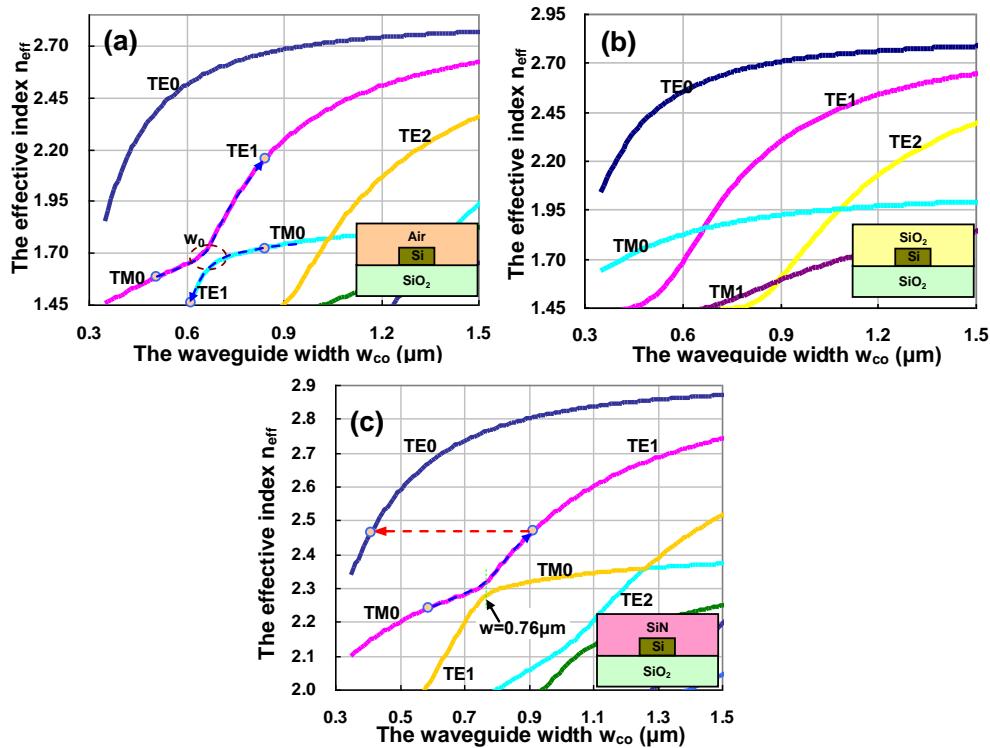 (a)
The effective index n_eff
2.70
2.45
2.20
1.95
1.70
1.45
TE0
TE1
TE2
w₀
TM0
TM0
TE1
Air
Si
SiO₂
0.3 0.6 0.9 1.2 1.5
The waveguide width w_co (µm)
(b)
The effective index n_eff
2.95
2.70
2.45
2.20
1.95
1.70
1.45
TE0
TE1
TE2
TM0
TM1
SiO₂
Si
SiO₂
0.3 0.6 0.9 1.2 1.5
The waveguide width w_co (µm)
(c)
The effective index n_eff
2.9
2.8
2.7
2.6
2.5
2.4
2.3
2.2
2.1
2.0
TE0
TE1
TM0
TM0
TE2
w=0.76µm
TE1
SiN
Si
SiO₂
0.3 0.5 0.7 0.9 1.1 1.3 1.5
The waveguide width w_co (µm)